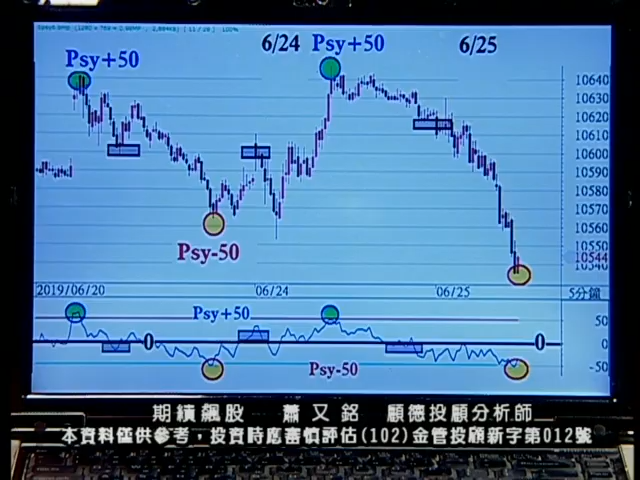 6/24 Psy+50 6/25
Psy+50
10640
10630
10620
10610
10600
10590
10580
10570
10560
10550
10544
10540
Psy-50
2019/06/20 06/24 06/25 5分鐘
Psy+50
50
0 0 0
-50
Psy-50
期績飆股 蕭又銘 顧德投顧分析師
本資料僅供參考，投資時應審慎評估(102)金管投顧新字第012號